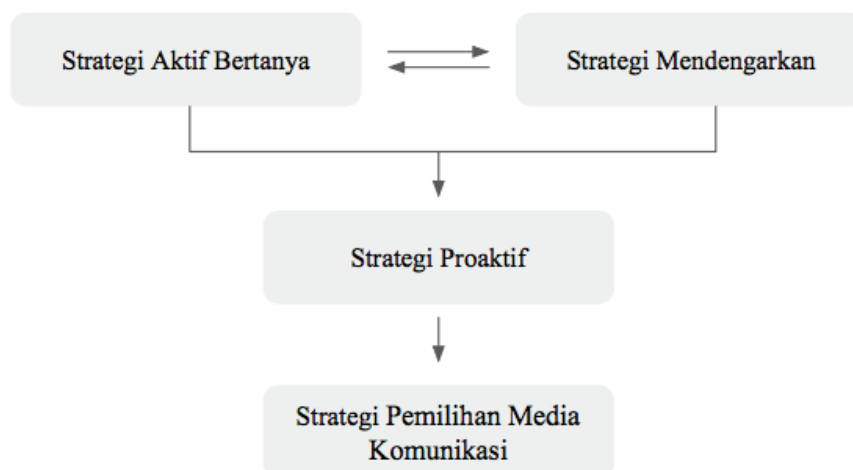 Strategi Aktif Bertanya
Strategi Mendengarkan
Strategi Proaktif
Strategi Pemilihan Media
Komunikasi